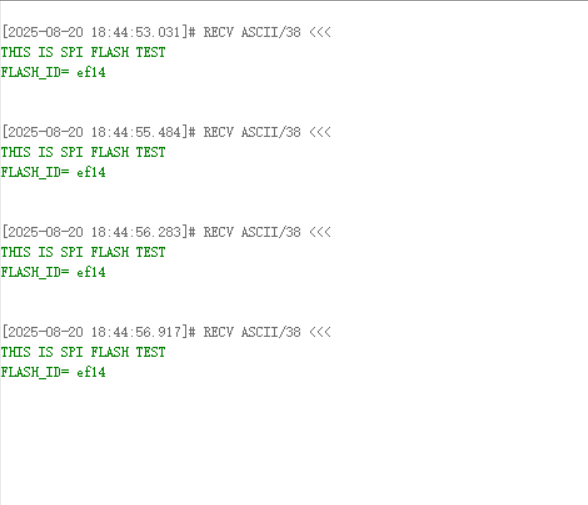 [2025-08-20 18:44:53.031]# RECV ASCII/38 <<<
THIS IS SPI FLASH TEST
FLASH_ID= ef14
[2025-08-20 18:44:55.484]# RECV ASCII/38 <<<
THIS IS SPI FLASH TEST
FLASH_ID= ef14
[2025-08-20 18:44:56.283]# RECV ASCII/38 <<<
THIS IS SPI FLASH TEST
FLASH_ID= ef14
[2025-08-20 18:44:56.917]# RECV ASCII/38 <<<
THIS IS SPI FLASH TEST
FLASH_ID= ef14